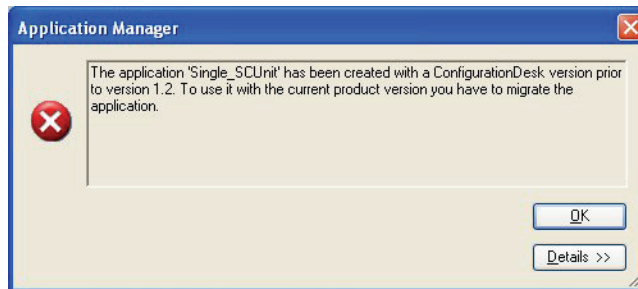 Application Manager
The application 'Single_SCUnit' has been created with a ConfigurationDesk version prior
to version 1.2. To use it with the current product version you have to migrate the
application.
OK
Details >>